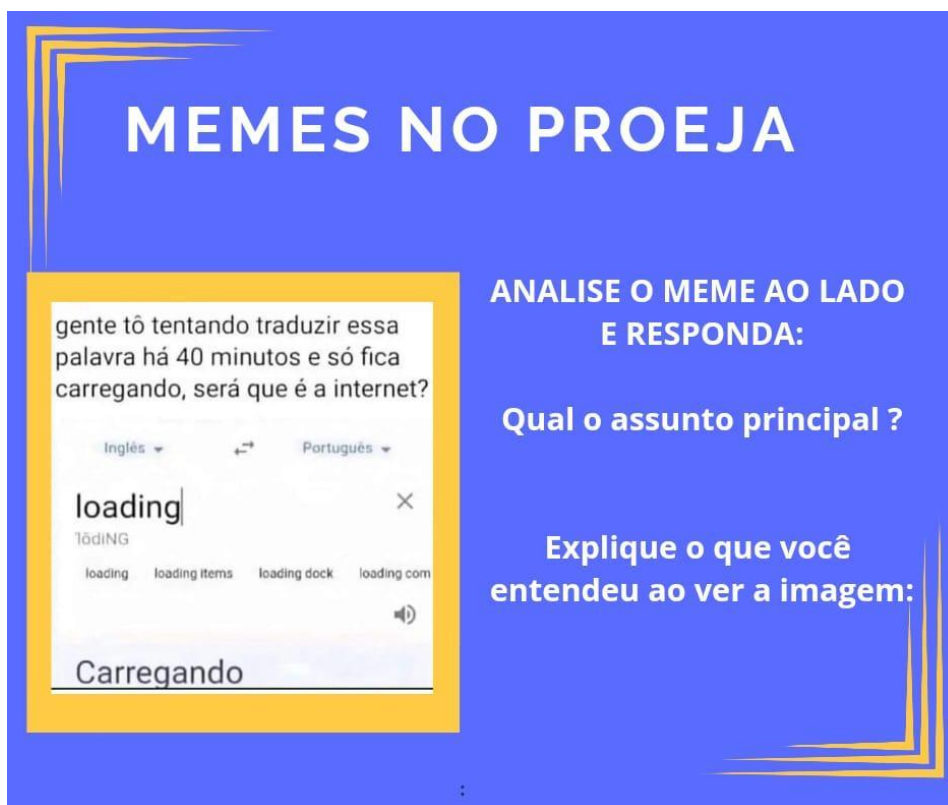 MEMES NO PROEJA
gente tô tentando traduzir essa
palavra há 40 minutos e só fica
carregando, será que é a internet?
Inglês
Português
loading
ˈlōdiNG
loading loading items loading dock loading com
Carregando
ANALISE O MEME AO LADO
E RESPONDA:
Qual o assunto principal ?
Explique o que você
entendeu ao ver a imagem:
: